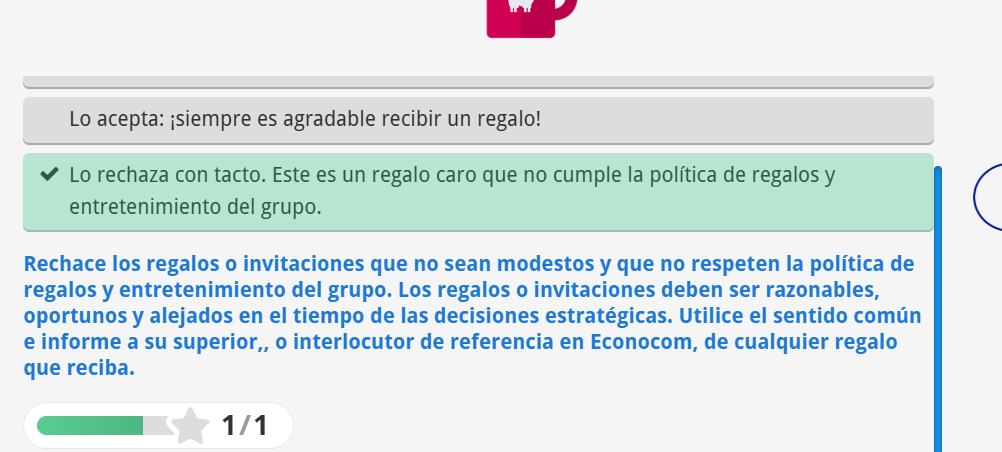 Lo acepta: ¡siempre es agradable recibir un regalo!
Lo rechaza con tacto. Este es un regalo caro que no cumple la política de regalos y
entretenimiento del grupo.
Rechace los regalos o invitaciones que no sean modestos y que no respeten la política de
regalos y entretenimiento del grupo. Los regalos o invitaciones deben ser razonables,
oportunos y alejados en el tiempo de las decisiones estratégicas. Utilice el sentido común
e informe a su superior,, o interlocutor de referencia en Econocom, de cualquier regalo
que reciba.
1/1